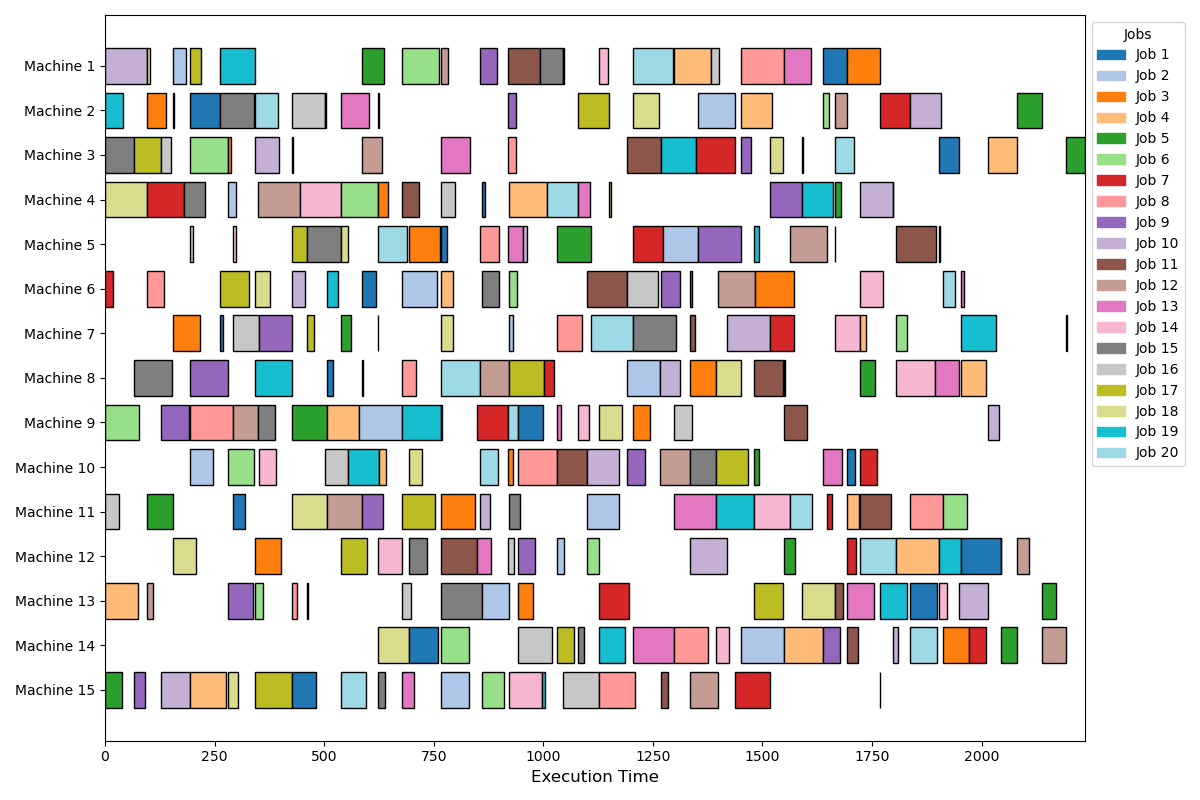 Machine 1
Machine 2
Machine 3
Machine 4
Machine 5
Machine 6
Machine 7
Machine 8
Machine 9
Machine 10
Machine 11
Machine 12
Machine 13
Machine 14
Machine 15
0 250 500 750 1000 1250 1500 1750 2000
Execution Time
Jobs
Job 1
Job 2
Job 3
Job 4
Job 5
Job 6
Job 7
Job 8
Job 9
Job 10
Job 11
Job 12
Job 13
Job 14
Job 15
Job 16
Job 17
Job 18
Job 19
Job 20